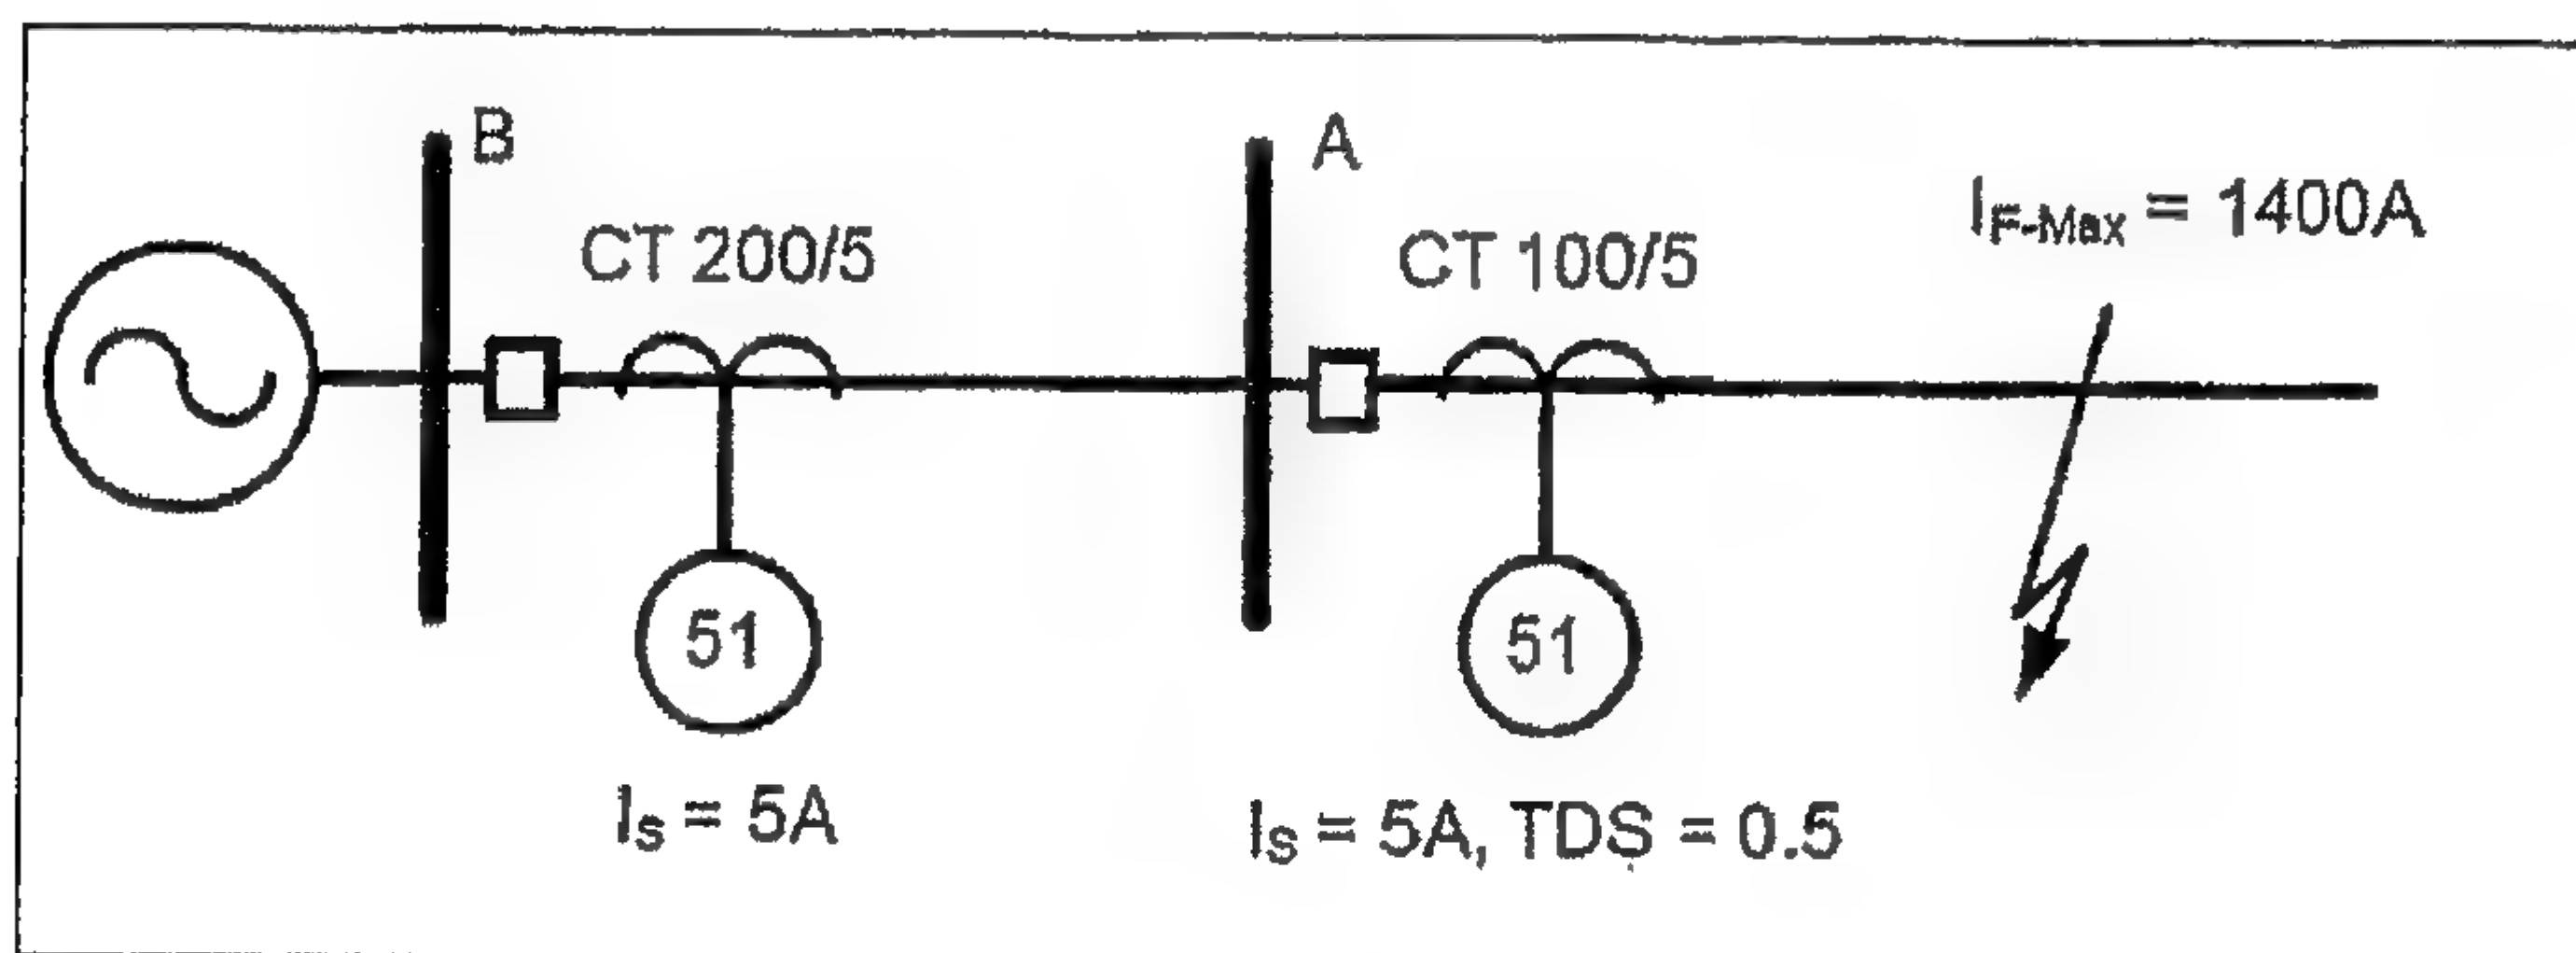 B
A
CT 200/5
CT 100/5
I_F-Max = 1400A
51
51
I_S = 5A
I_S = 5A, TDS = 0.5